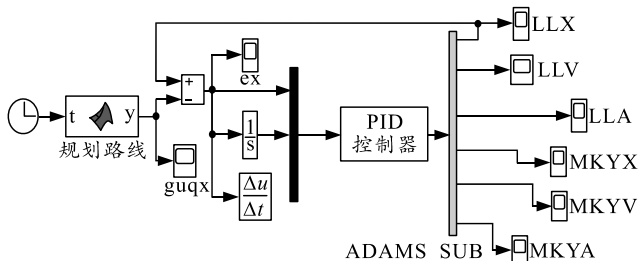 LLX
ex
LLV
t y
规划路线
guqx
1
s
Δu
Δt
PID
控制器
LLA
MKYX
MKYV
MKYA
ADAMS SUB
+
−